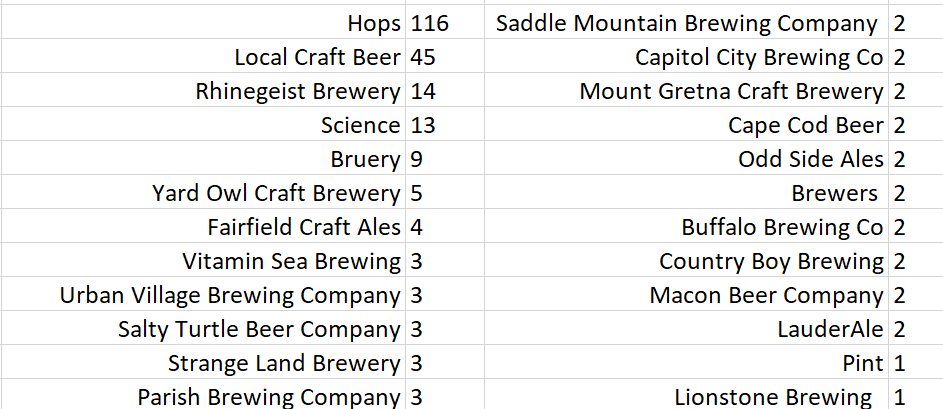 Hops 116 Saddle Mountain Brewing Company 2
Local Craft Beer 45 Capitol City Brewing Co 2
Rhinegeist Brewery 14 Mount Gretna Craft Brewery 2
Science 13 Cape Cod Beer 2
Bruery 9 Odd Side Ales 2
Yard Owl Craft Brewery 5 Brewers 2
Fairfield Craft Ales 4 Buffalo Brewing Co 2
Vitamin Sea Brewing 3 Country Boy Brewing 2
Urban Village Brewing Company 3 Macon Beer Company 2
Salty Turtle Beer Company 3 LauderAle 2
Strange Land Brewery 3 Pint 1
Parish Brewing Company 3 Lionstone Brewing 1